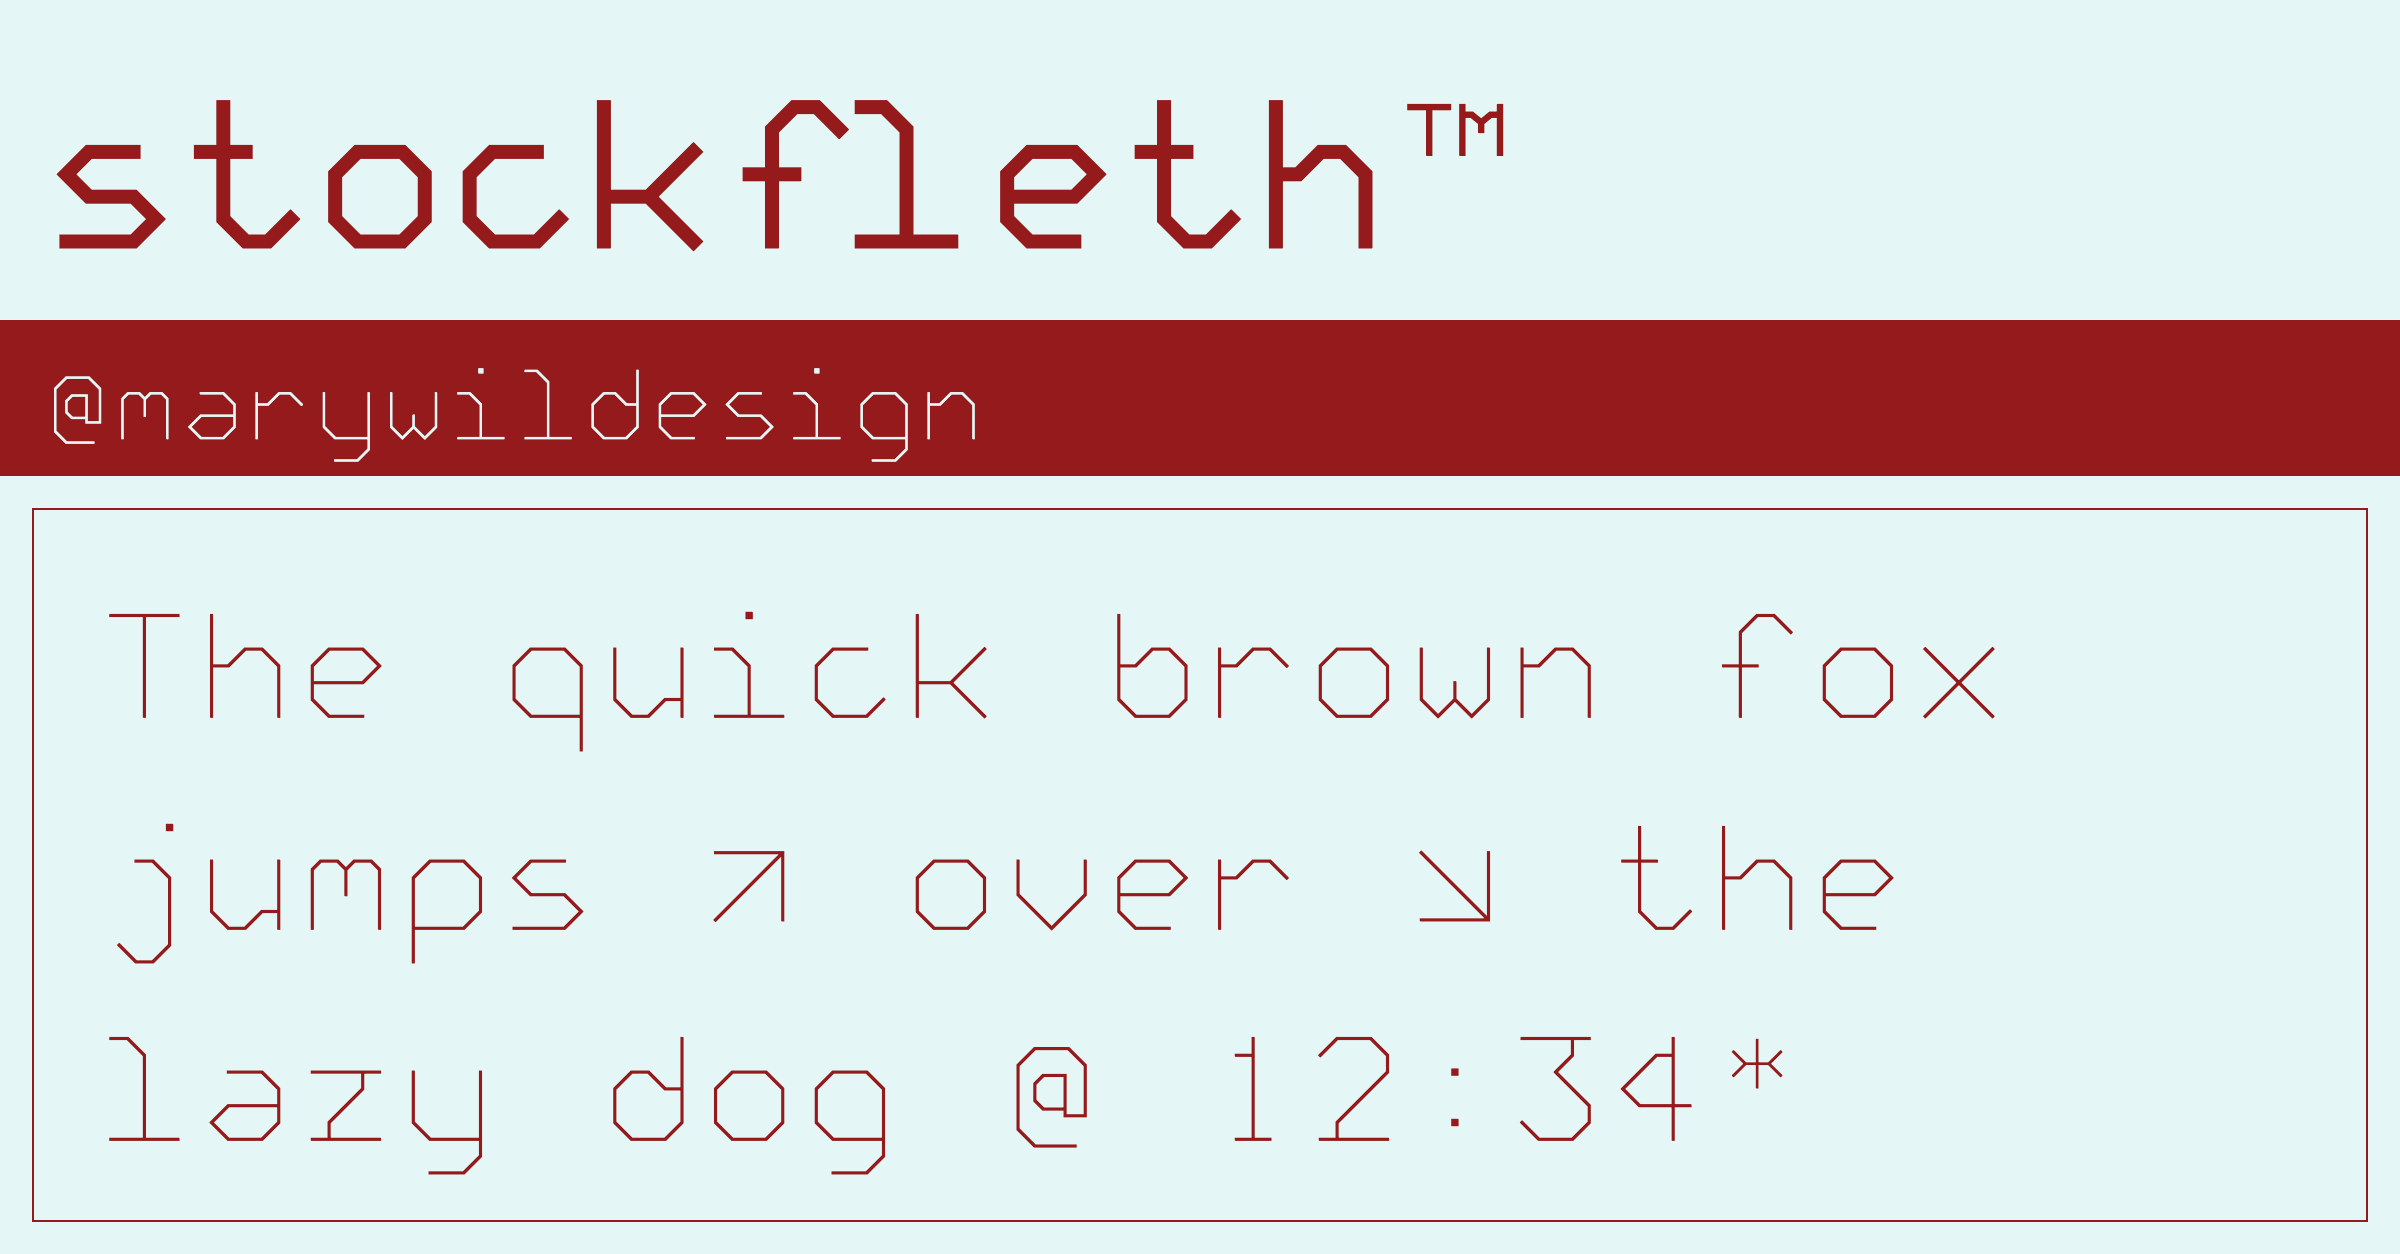 stockfleth™
@marywildesign
The quick brown fox
jumps ↗ over ↘ the
lazy dog @ 12:34*